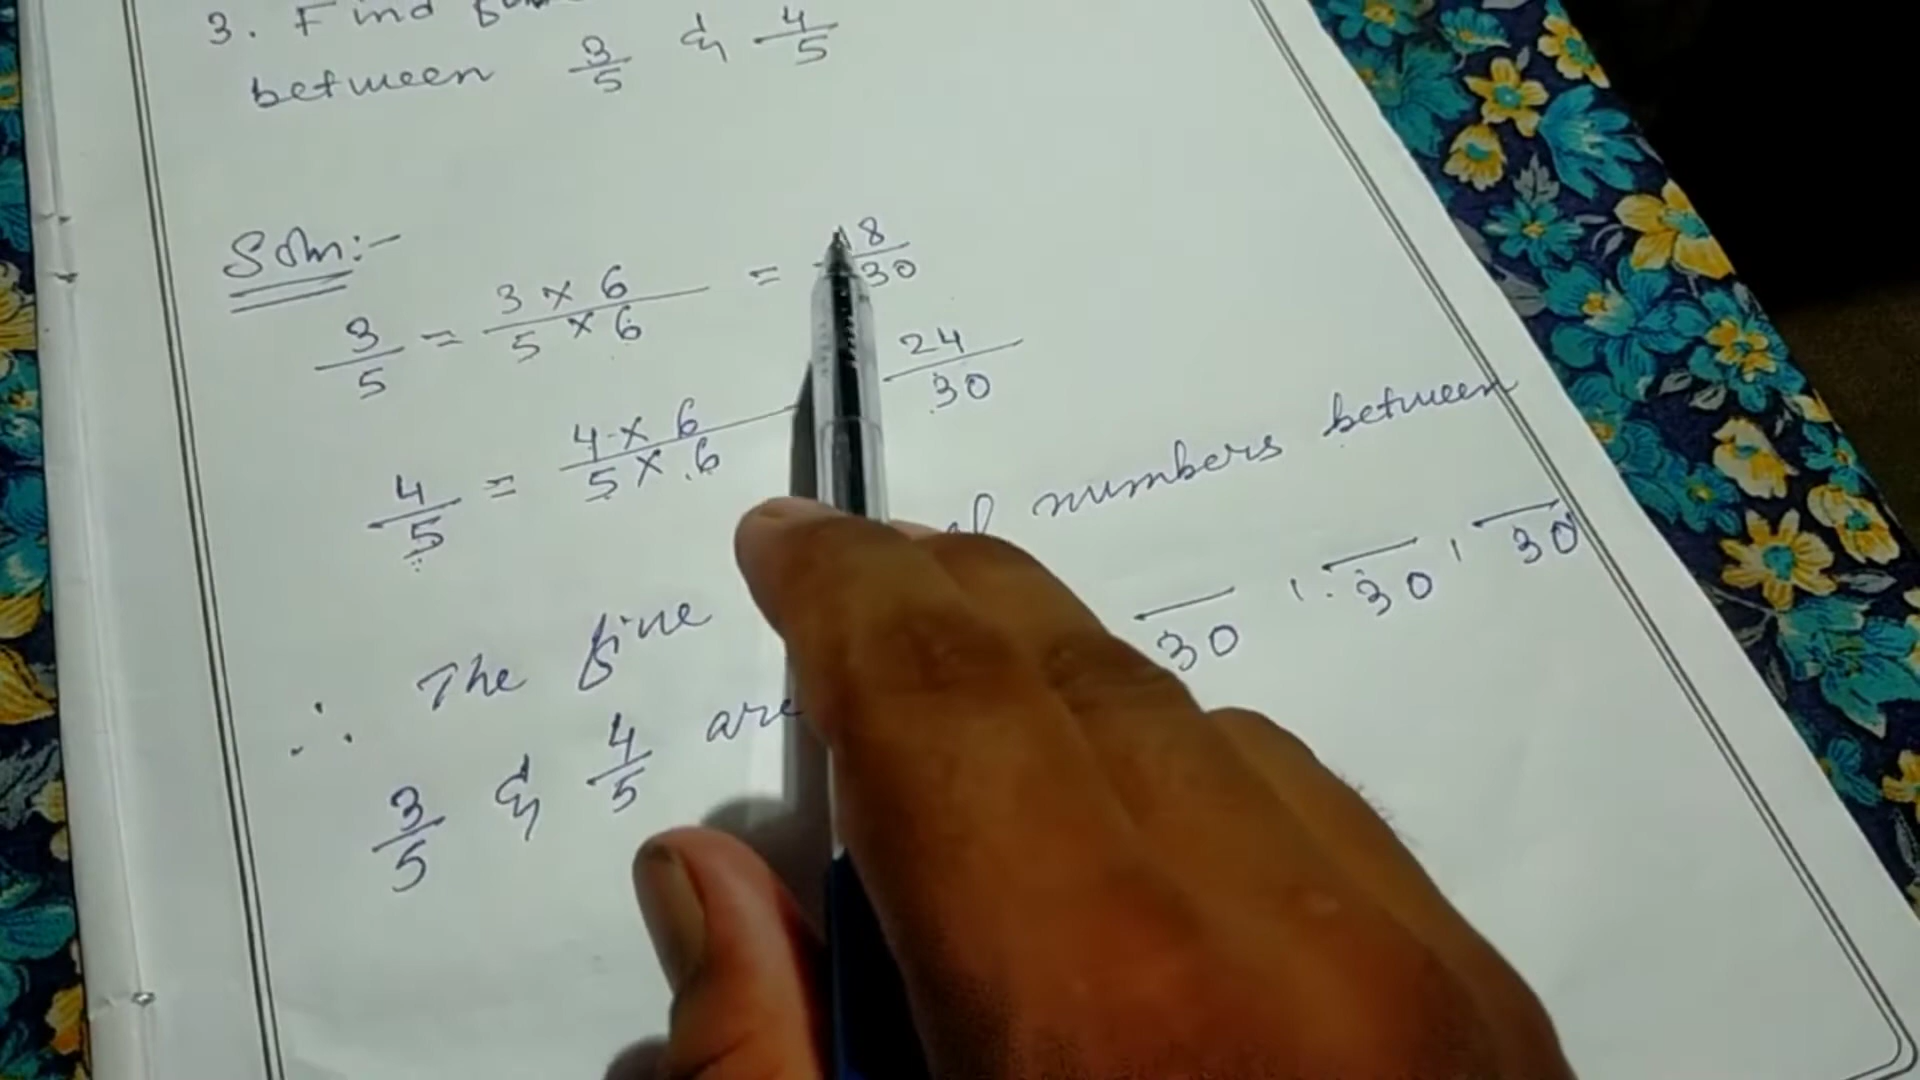 3. Find
between 3/5 & 4/5
Soln:-
3/5 = 3 × 6 / 5 × 6 = 18/30
4/5 = 4 × 6 / 5 × 6 24/30
∴ The five numbers between
3/5 & 4/5 are /30 , /30 , /30